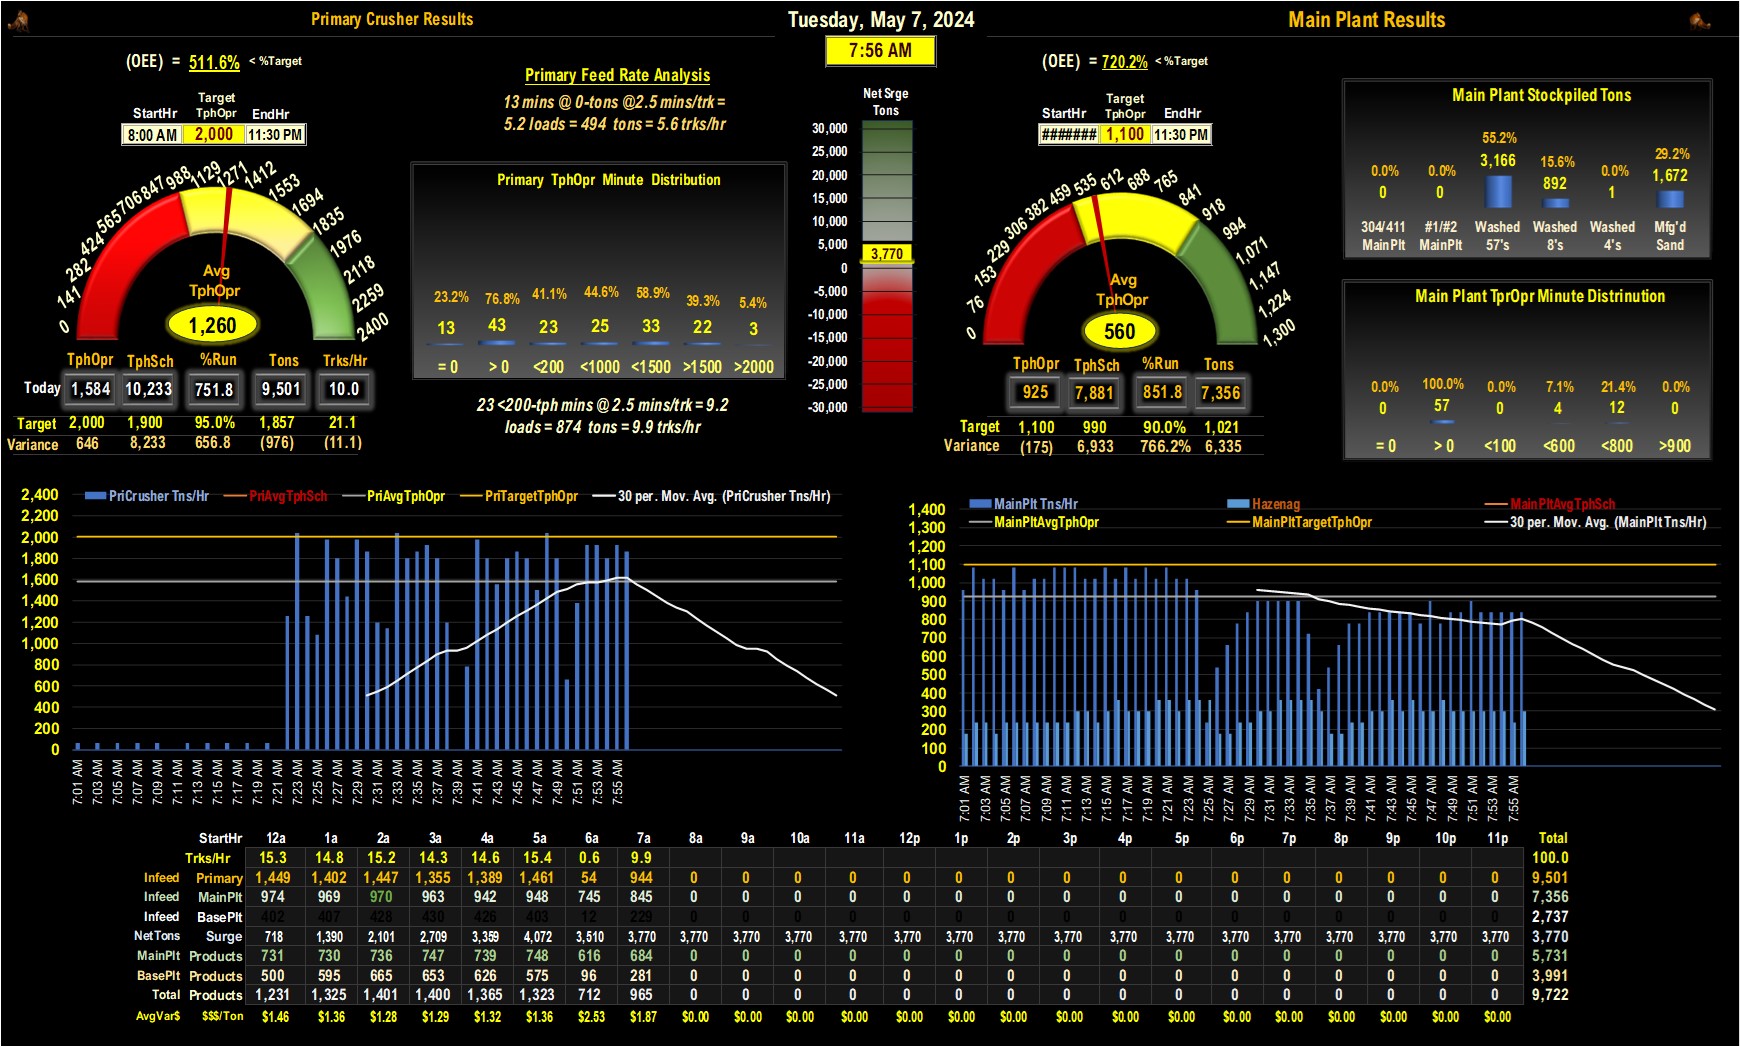 Primary Crusher Results
Tuesday, May 7, 2024
Main Plant Results
7:56 AM
(OEE) = 511.6% < %Target
StartHr Target TphOpr EndHr
8:00 AM 2,000 11:30 PM
0 141 282 424 565 706 847 988 1129 1271 1412 1553 1694 1835 1976 2118 2259 2400
Avg
TphOpr
1,260
TphOpr TphSch %Run Tons Trks/Hr
Today 1,584 10,233 751.8 9,501 10.0
Target 2,000 1,900 95.0% 1,857 21.1
Variance 646 8,233 656.8 (976) (11.1)
Primary Feed Rate Analysis
13 mins @ 0-tons @2.5 mins/trk =
5.2 loads = 494 tons = 5.6 trks/hr
Primary TphOpr Minute Distribution
23.2% 76.8% 41.1% 44.6% 58.9% 39.3% 5.4%
13 43 23 25 33 22 3
= 0 > 0 <200 <1000 <1500 >1500 >2000
23 <200-tph mins @ 2.5 mins/trk = 9.2
loads = 874 tons = 9.9 trks/hr
Net Srge
Tons
30,000
25,000
20,000
15,000
10,000
5,000
3,770
0
-5,000
-10,000
-15,000
-20,000
-25,000
-30,000
(OEE) = 720.2% < %Target
StartHr Target TphOpr EndHr
####### 1,100 11:30 PM
0 76 153 229 306 382 459 535 612 688 765 841 918 994 1,071 1,147 1,224 1,300
Avg
TphOpr
560
TphOpr TphSch %Run Tons
925 7,881 851.8 7,356
Target 1,100 990 90.0% 1,021
Variance (175) 6,933 766.2% 6,335
Main Plant Stockpiled Tons
0.0% 0.0% 55.2% 15.6% 0.0% 29.2%
0 0 3,166 892 1 1,672
304/411 #1/#2 Washed Washed Washed Mfg'd
MainPlt MainPlt 57's 8's 4's Sand
Main Plant TprOpr Minute Distrinution
0.0% 100.0% 0.0% 7.1% 21.4% 0.0%
0 57 0 4 12 0
= 0 > 0 <100 <600 <800 >900
PriCrusher Tns/Hr PriAvgTphSch PriAvgTphOpr PriTargetTphOpr 30 per. Mov. Avg. (PriCrusher Tns/Hr)
2,400
2,200
2,000
1,800
1,600
1,400
1,200
1,000
800
600
400
200
0
7:01 AM 7:03 AM 7:05 AM 7:07 AM 7:09 AM 7:11 AM 7:13 AM 7:15 AM 7:17 AM 7:19 AM 7:21 AM 7:23 AM 7:25 AM 7:27 AM 7:29 AM 7:31 AM 7:33 AM 7:35 AM 7:37 AM 7:39 AM 7:41 AM 7:43 AM 7:45 AM 7:47 AM 7:49 AM 7:51 AM 7:53 AM 7:55 AM
MainPlt Tns/Hr Hazenag MainPltAvgTphSch
MainPltAvgTphOpr MainPltTargetTphOpr 30 per. Mov. Avg. (MainPlt Tns/Hr)
1,400
1,300
1,200
1,100
1,000
900
800
700
600
500
400
300
200
100
0
7:01 AM 7:03 AM 7:05 AM 7:07 AM 7:09 AM 7:11 AM 7:13 AM 7:15 AM 7:17 AM 7:19 AM 7:21 AM 7:23 AM 7:25 AM 7:27 AM 7:29 AM 7:31 AM 7:33 AM 7:35 AM 7:37 AM 7:39 AM 7:41 AM 7:43 AM 7:45 AM 7:47 AM 7:49 AM 7:51 AM 7:53 AM 7:55 AM
StartHr 12a 1a 2a 3a 4a 5a 6a 7a 8a 9a 10a 11a 12p 1p 2p 3p 4p 5p 6p 7p 8p 9p 10p 11p Total
Trks/Hr 15.3 14.8 15.2 14.3 14.6 15.4 0.6 9.9 100.0
Infeed Primary 1,449 1,402 1,447 1,355 1,389 1,461 54 944 0 0 0 0 0 0 0 0 0 0 0 0 0 0 0 0 9,501
Infeed MainPlt 974 969 970 963 942 948 745 845 0 0 0 0 0 0 0 0 0 0 0 0 0 0 0 0 7,356
Infeed BasePlt 402 407 428 430 426 403 12 229 0 0 0 0 0 0 0 0 0 0 0 0 0 0 0 0 2,737
NetTons Surge 718 1,390 2,101 2,709 3,359 4,072 3,510 3,770 3,770 3,770 3,770 3,770 3,770 3,770 3,770 3,770 3,770 3,770 3,770 3,770 3,770 3,770 3,770 3,770 3,770
MainPlt Products 731 730 736 747 739 748 616 684 0 0 0 0 0 0 0 0 0 0 0 0 0 0 0 0 5,731
BasePlt Products 500 595 665 653 626 575 96 281 0 0 0 0 0 0 0 0 0 0 0 0 0 0 0 0 3,991
Total Products 1,231 1,325 1,401 1,400 1,365 1,323 712 965 0 0 0 0 0 0 0 0 0 0 0 0 0 0 0 0 9,722
AvgVar$ $$$/Ton $1.46 $1.36 $1.28 $1.29 $1.32 $1.36 $2.53 $1.87 $0.00 $0.00 $0.00 $0.00 $0.00 $0.00 $0.00 $0.00 $0.00 $0.00 $0.00 $0.00 $0.00 $0.00 $0.00 $0.00